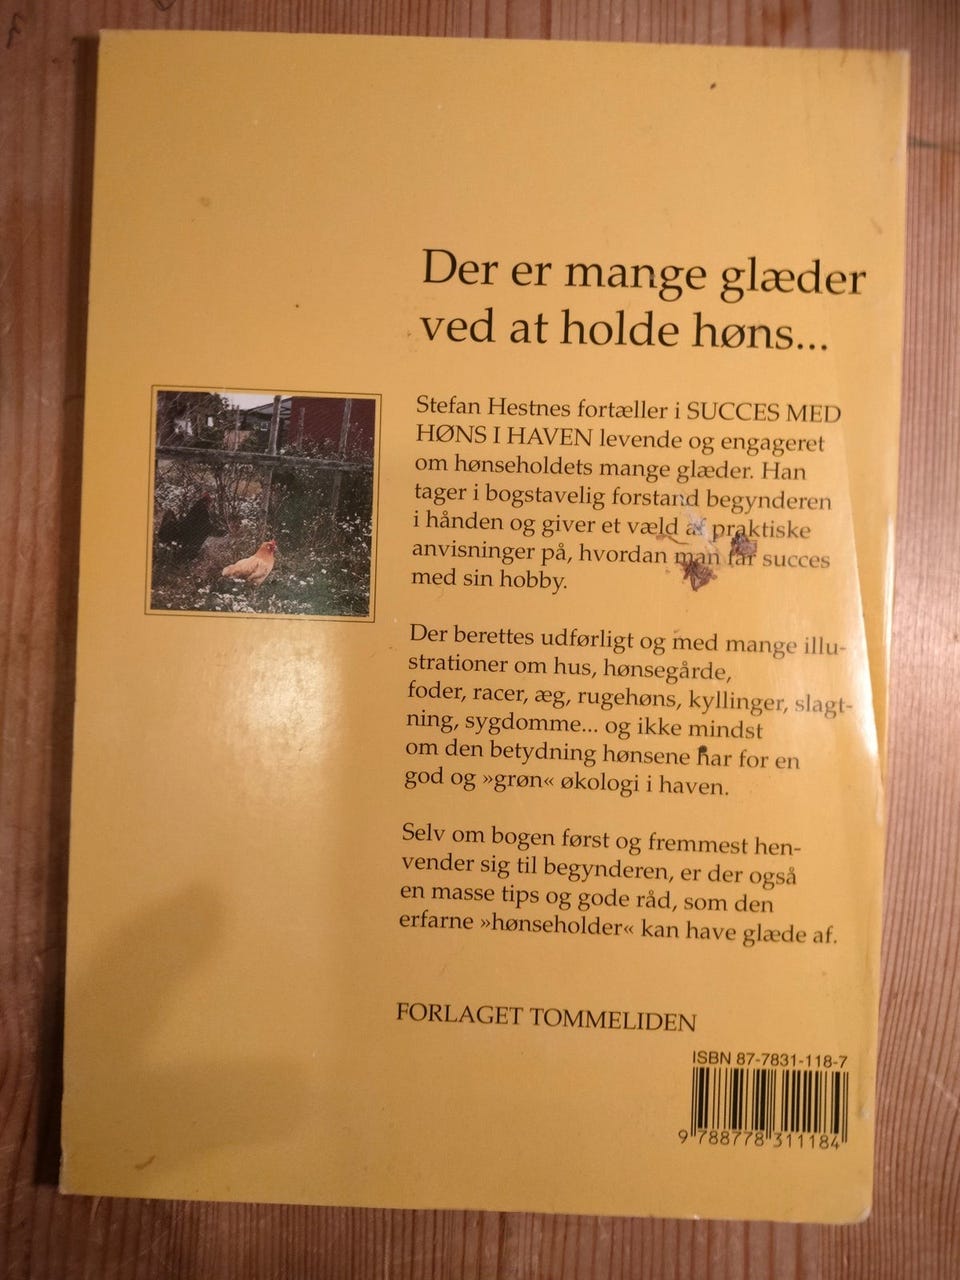 Der er mange glæder
ved at holde høns...
Stefan Hestnes fortæller i SUCCES MED
HØNS I HAVEN levende og engageret
om hønseholdets mange glæder. Han
tager i bogstavelig forstand begynderen
i hånden og giver et væld af praktiske
anvisninger på, hvordan man får succes
med sin hobby.
Der berettes udførligt og med mange illu-
strationer om hus, hønsegårde,
foder, racer, æg, rugehøns, kyllinger, slagt-
ning, sygdomme... og ikke mindst
om den betydning hønsene har for en
god og »grøn« økologi i haven.
Selv om bogen først og fremmest hen-
vender sig til begynderen, er der også
en masse tips og gode råd, som den
erfarne »hønseholder« kan have glæde af.
FORLAGET TOMMELIDEN
ISBN 87-7831-118-7
9 788778 311184